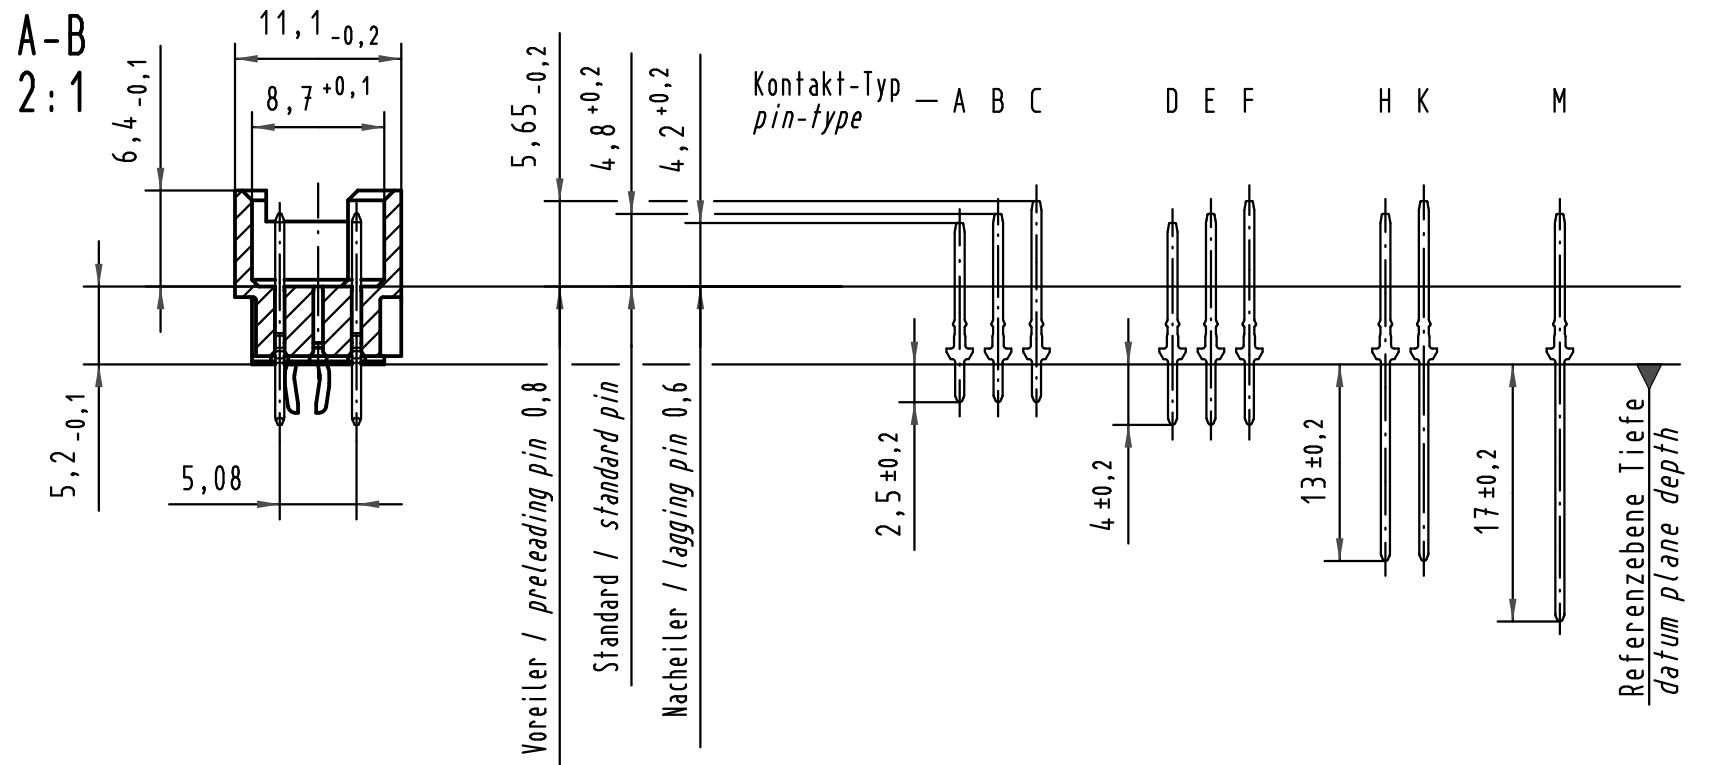 A-B
2:1
11,1 -0,2
8,7 +0,1
6,4 -0,1
5,2 -0,1
5,08
5,65 -0,2
4,8 +0,2
4,2 +0,2
Voreiler / preleading pin 0,8
Standard / standard pin
Nacheiler / lagging pin 0,6
Kontakt-Typ – A B C D E F H K M
pin-type
2,5 ±0,2
4 ±0,2
13 ±0,2
17 ±0,2
Referenzebene Tiefe
datum plane depth